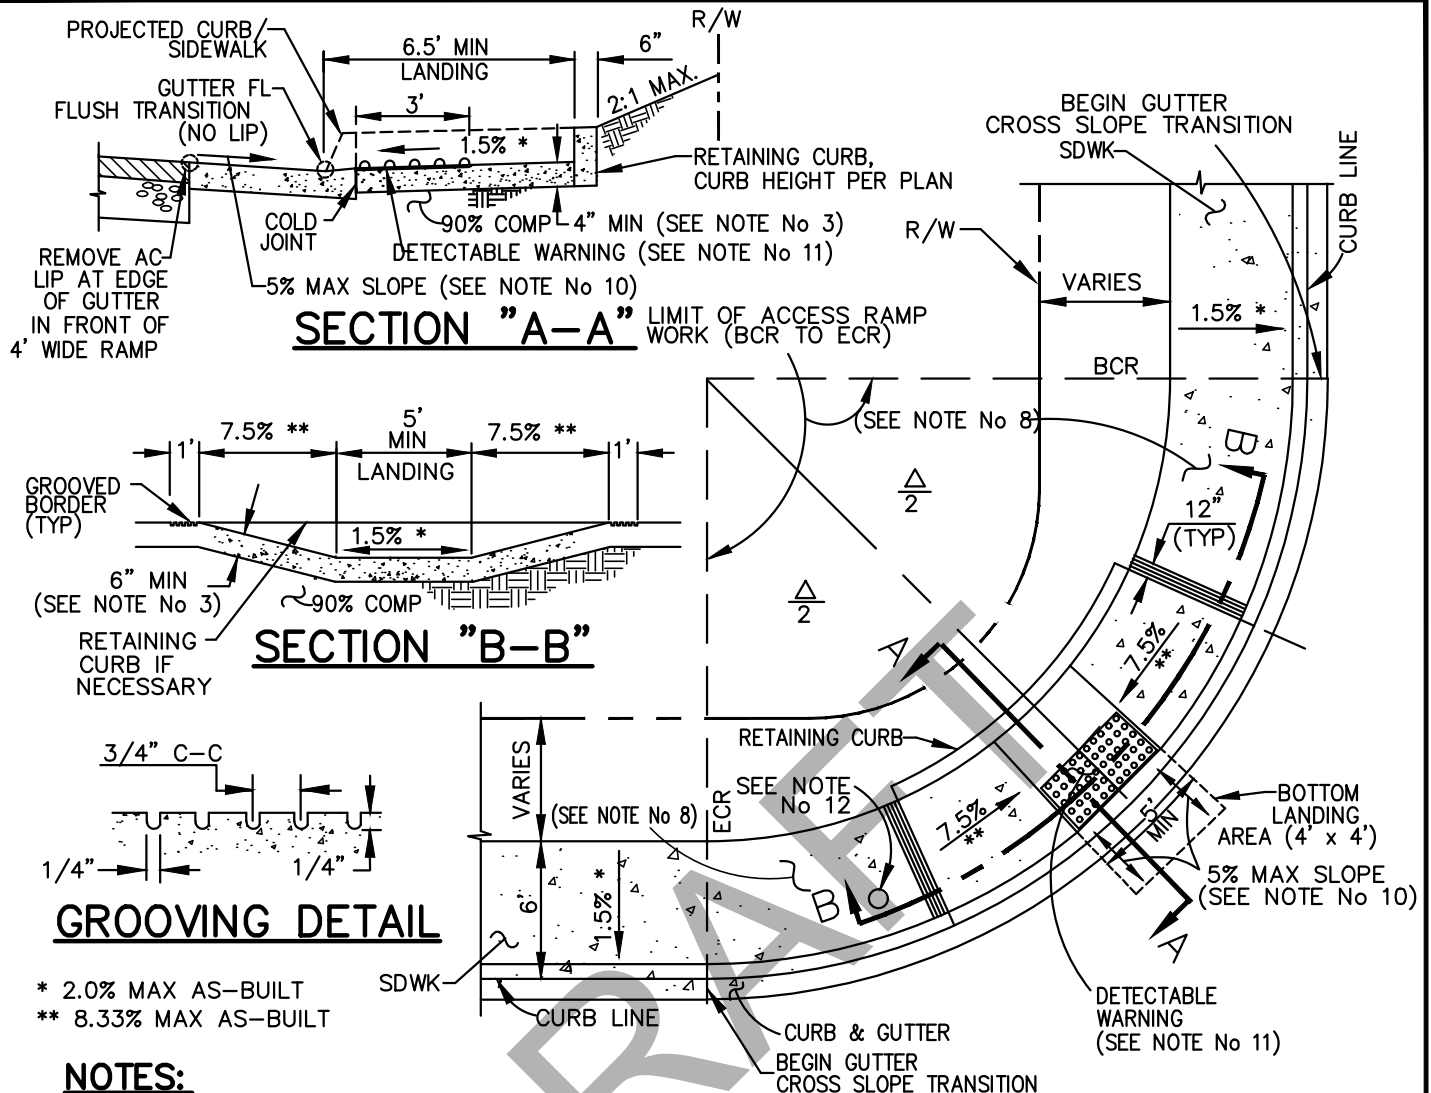 PROJECTED CURB/
SIDEWALK
GUTTER FL
FLUSH TRANSITION
(NO LIP)
6.5' MIN
LANDING
6"
R/W
3'
2:1 MAX.
1.5% *
RETAINING CURB,
CURB HEIGHT PER PLAN
COLD
JOINT
90% COMP
4" MIN (SEE NOTE No 3)
DETECTABLE WARNING (SEE NOTE No 11)
REMOVE AC
LIP AT EDGE
OF GUTTER
IN FRONT OF
4' WIDE RAMP
5% MAX SLOPE (SEE NOTE No 10)
SECTION "A-A"
LIMIT OF ACCESS RAMP
WORK (BCR TO ECR)
BEGIN GUTTER
CROSS SLOPE TRANSITION
SDWK
CURB LINE
R/W
VARIES
1.5% *
BCR
(SEE NOTE No 8)
B
12"
(TYP)
Δ
2
Δ
2
7.5%
**
A
7.5% **
5'
MIN
LANDING
7.5% **
1'
1'
GROOVED
BORDER
(TYP)
1.5% *
6" MIN
(SEE NOTE No 3)
90% COMP
RETAINING
CURB IF
NECESSARY
SECTION "B-B"
3/4" C-C
1/4"
1/4"
GROOVING DETAIL
* 2.0% MAX AS-BUILT
** 8.33% MAX AS-BUILT
NOTES:
VARIES
RETAINING CURB
SEE NOTE
No 12
(SEE NOTE No 8)
ECR
7.5%
**
5'
MIN
BOTTOM
LANDING
AREA (4' x 4')
5% MAX SLOPE
(SEE NOTE No 10)
6'
1.5% *
B
A
SDWK
CURB LINE
CURB & GUTTER
BEGIN GUTTER
CROSS SLOPE TRANSITION
DETECTABLE
WARNING
(SEE NOTE No 11)
RAFT